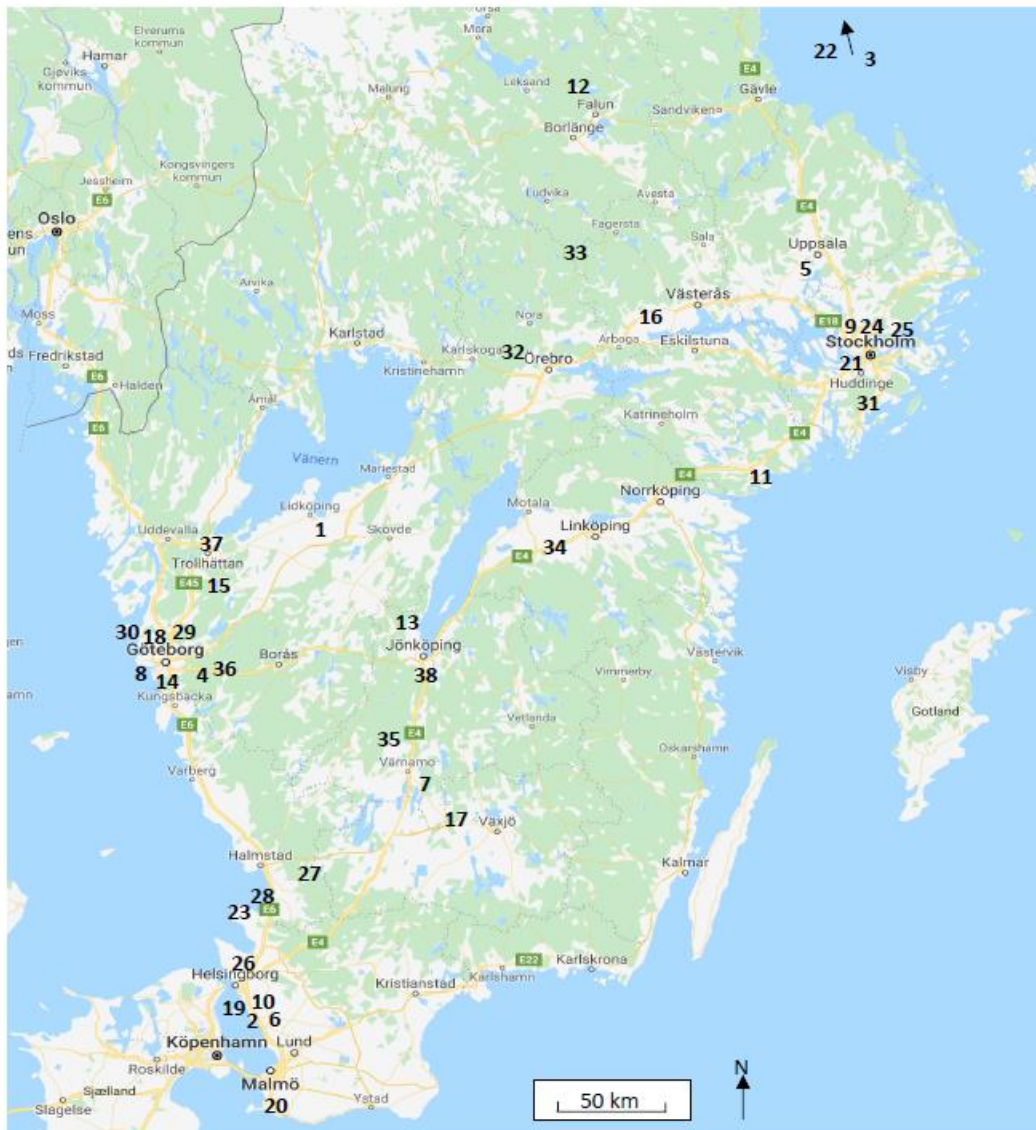 Orsa
Elverums
kommun
Mora
Hamar
22
3
Gjøviks
kommun
Leksand
12
E4
Malung
Falun
Sandviken
Gävle
Borlänge
Kongsvingers
kommun
Jessheim
E6
Ludvika
Avesta
Oslo
E4
Fagersta
ens
un
33
Sala
Uppsala
5
Arvika
Västerås
Moss
16
Nora
E18
9 24 25
Karlstad
Arboga
Eskilstuna
Stockholm
32
Karlskoga
Örebro
Fredrikstad
Kristinehamn
21
E6
Halden
Huddinge
31
Åmål
Katrineholm
E6
E4
Vänern
Mariestad
E4
11
Norrköping
Lidköping
Motala
1
Skövde
Linköping
Uddevalla
37
34
E4
Trollhättan
E45
15
13
30
18 29
Göteborg
Jönköping
Borås
36
8
14 4
38
Västervik
Vimmerby
Visby
Kungsbacka
Gotland
E6
Vetlanda
35
E4
Oskarshamn
Värnamo
Varberg
7
17
Växjö
Halmstad
Kalmar
27
28
23
E6
E4
26
E22
Karlskrona
Helsingborg
Karlshamn
Kristianstad
19 10
2 6
Köpenhamn
Lund
Roskilde
Malmö
N
Sjælland
Ystad
50 km
20
Slagelse